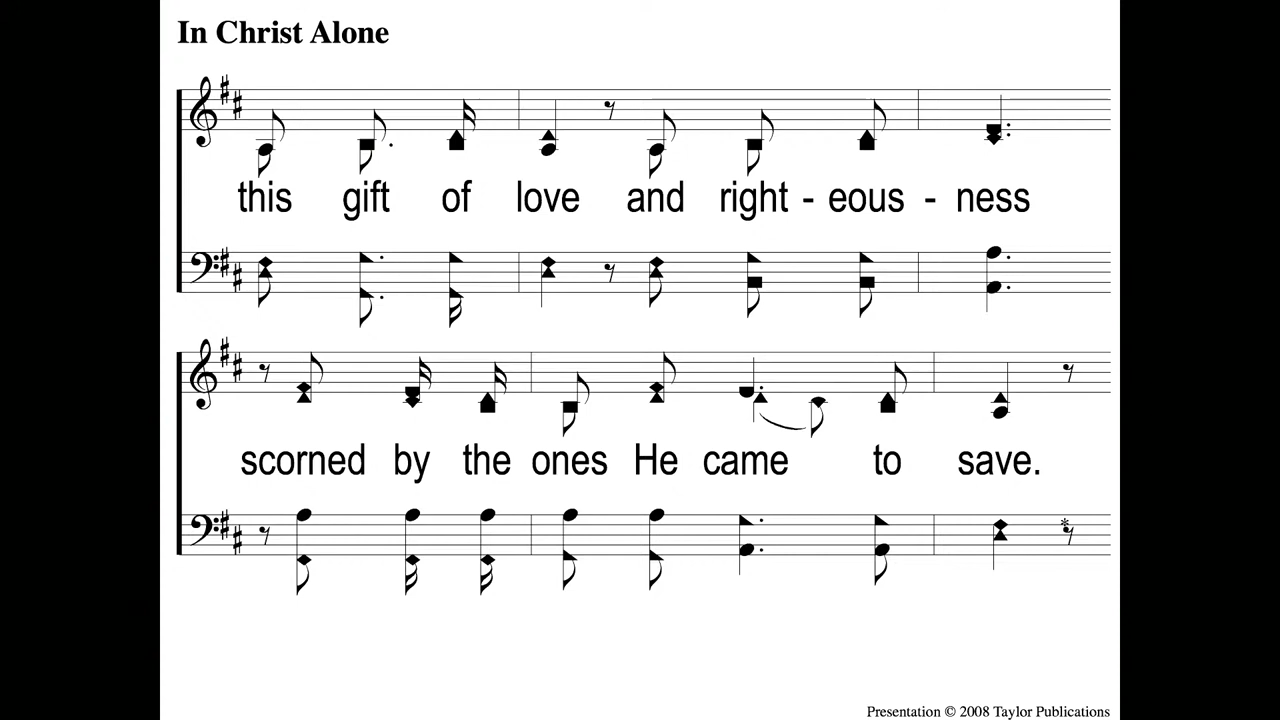 In Christ Alone
this gift of love and right - eous - ness
scorned by the ones He came to save.
*
Presentation © 2008 Taylor Publications